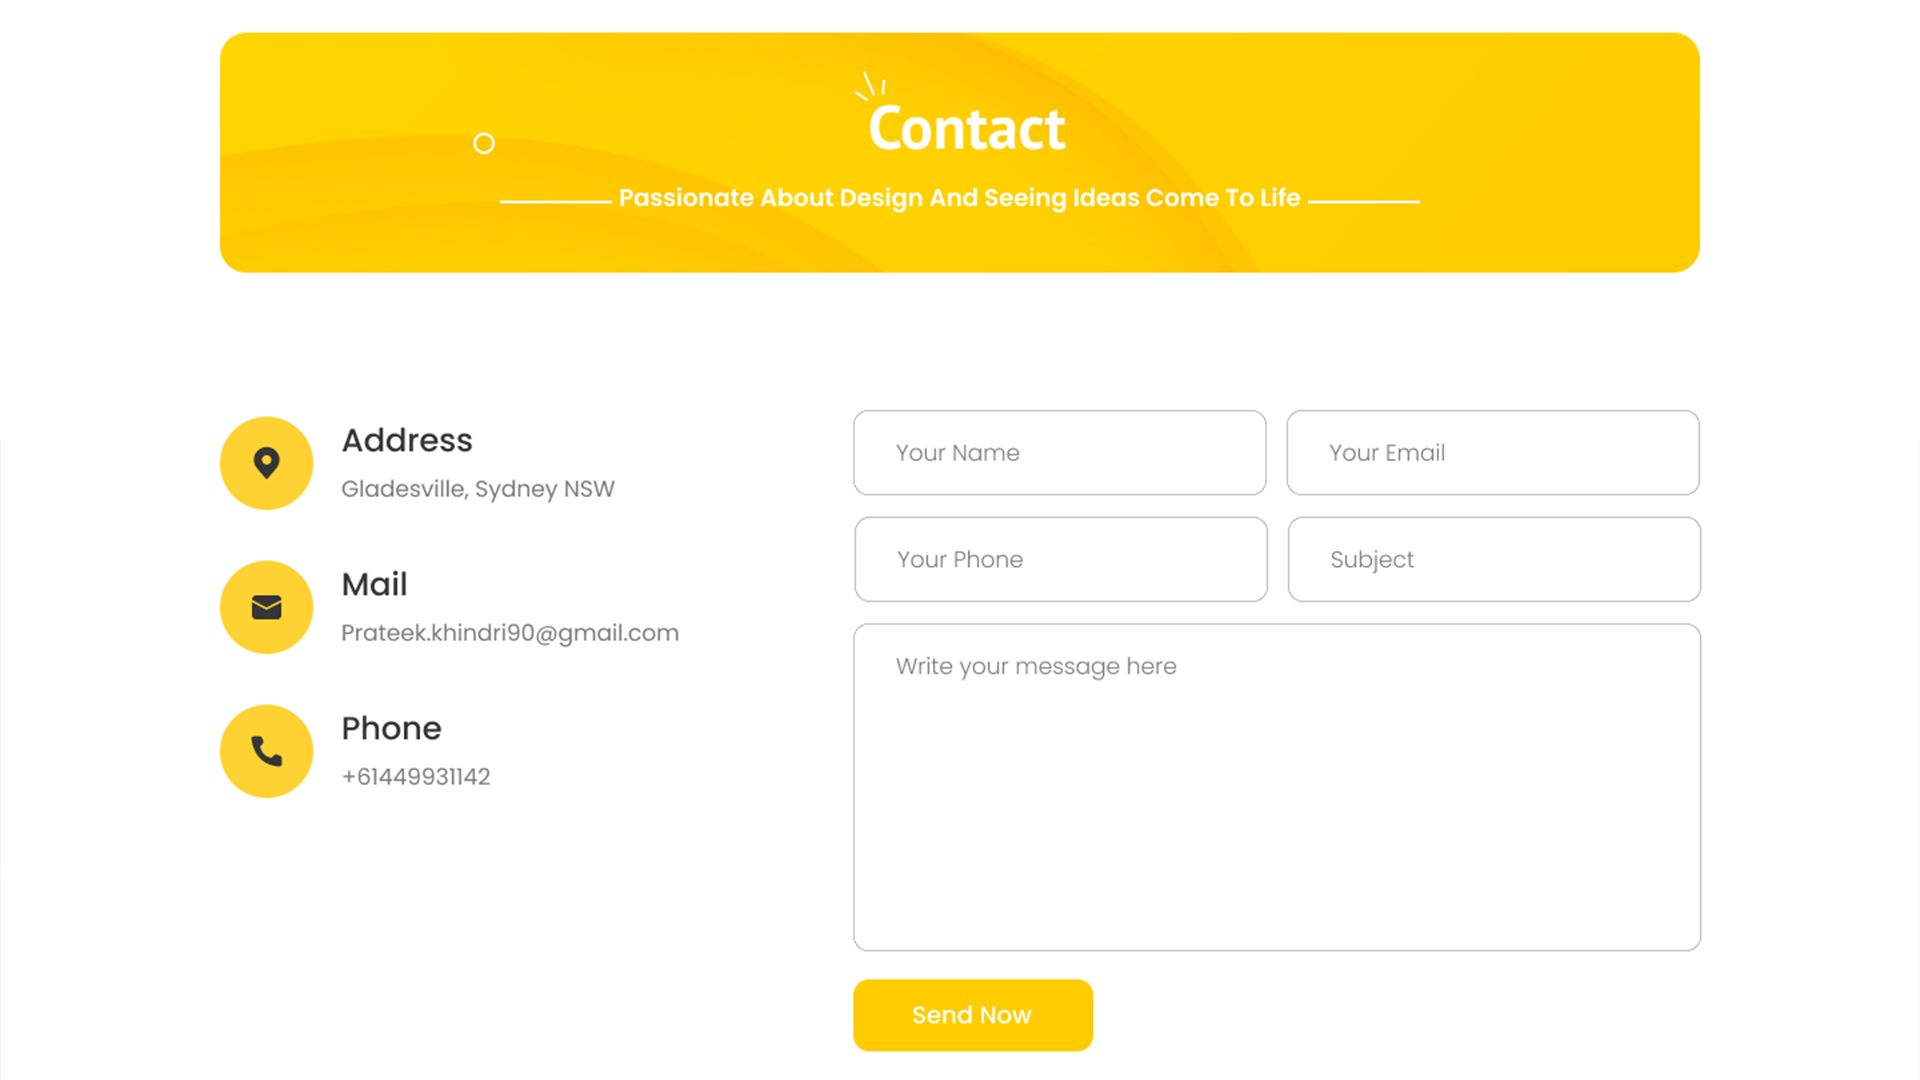 Contact
Passionate About Design And Seeing Ideas Come To Life
Address
Gladesville, Sydney NSW
Mail
Prateek.khindri90@gmail.com
Phone
+61449931142
Your Name
Your Email
Your Phone
Subject
Write your message here
Send Now